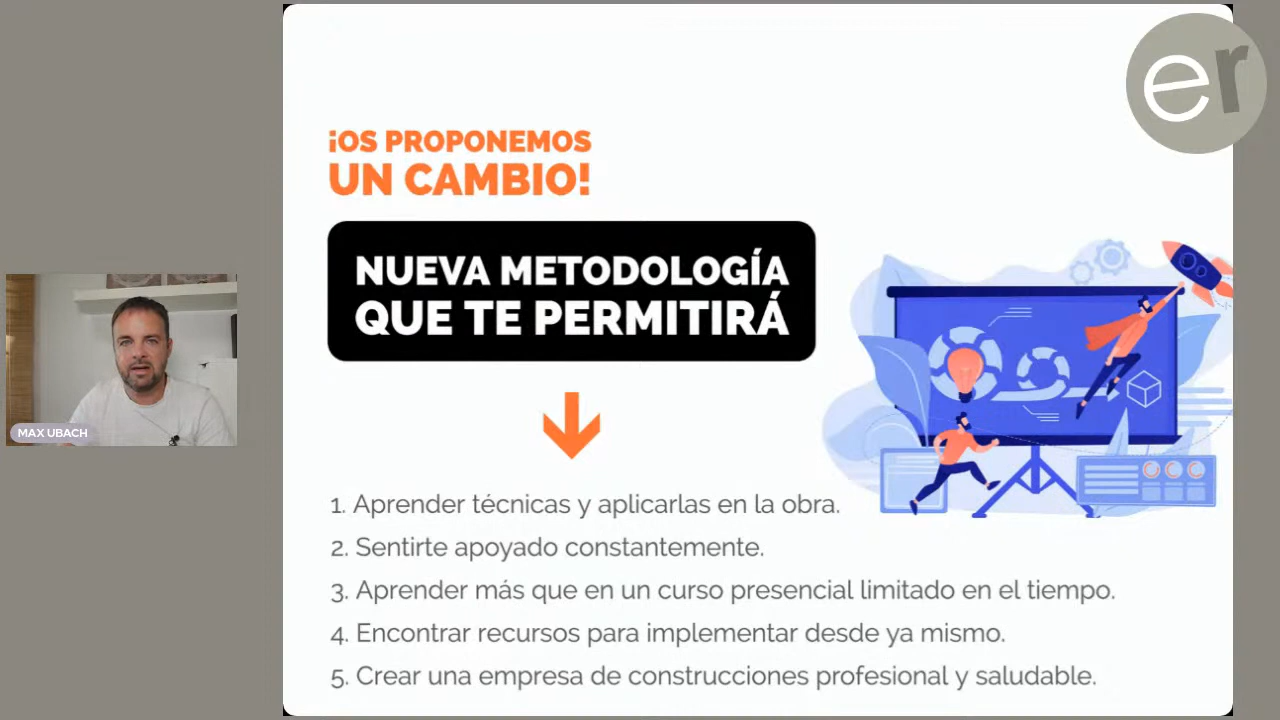 er
¡OS PROPONEMOS
UN CAMBIO!
NUEVA METODOLOGÍA
QUE TE PERMITIRÁ
MAX UBACH
1. Aprender técnicas y aplicarlas en la obra.
2. Sentirte apoyado constantemente.
3. Aprender más que en un curso presencial limitado en el tiempo.
4. Encontrar recursos para implementar desde ya mismo.
5. Crear una empresa de construcciones profesional y saludable.